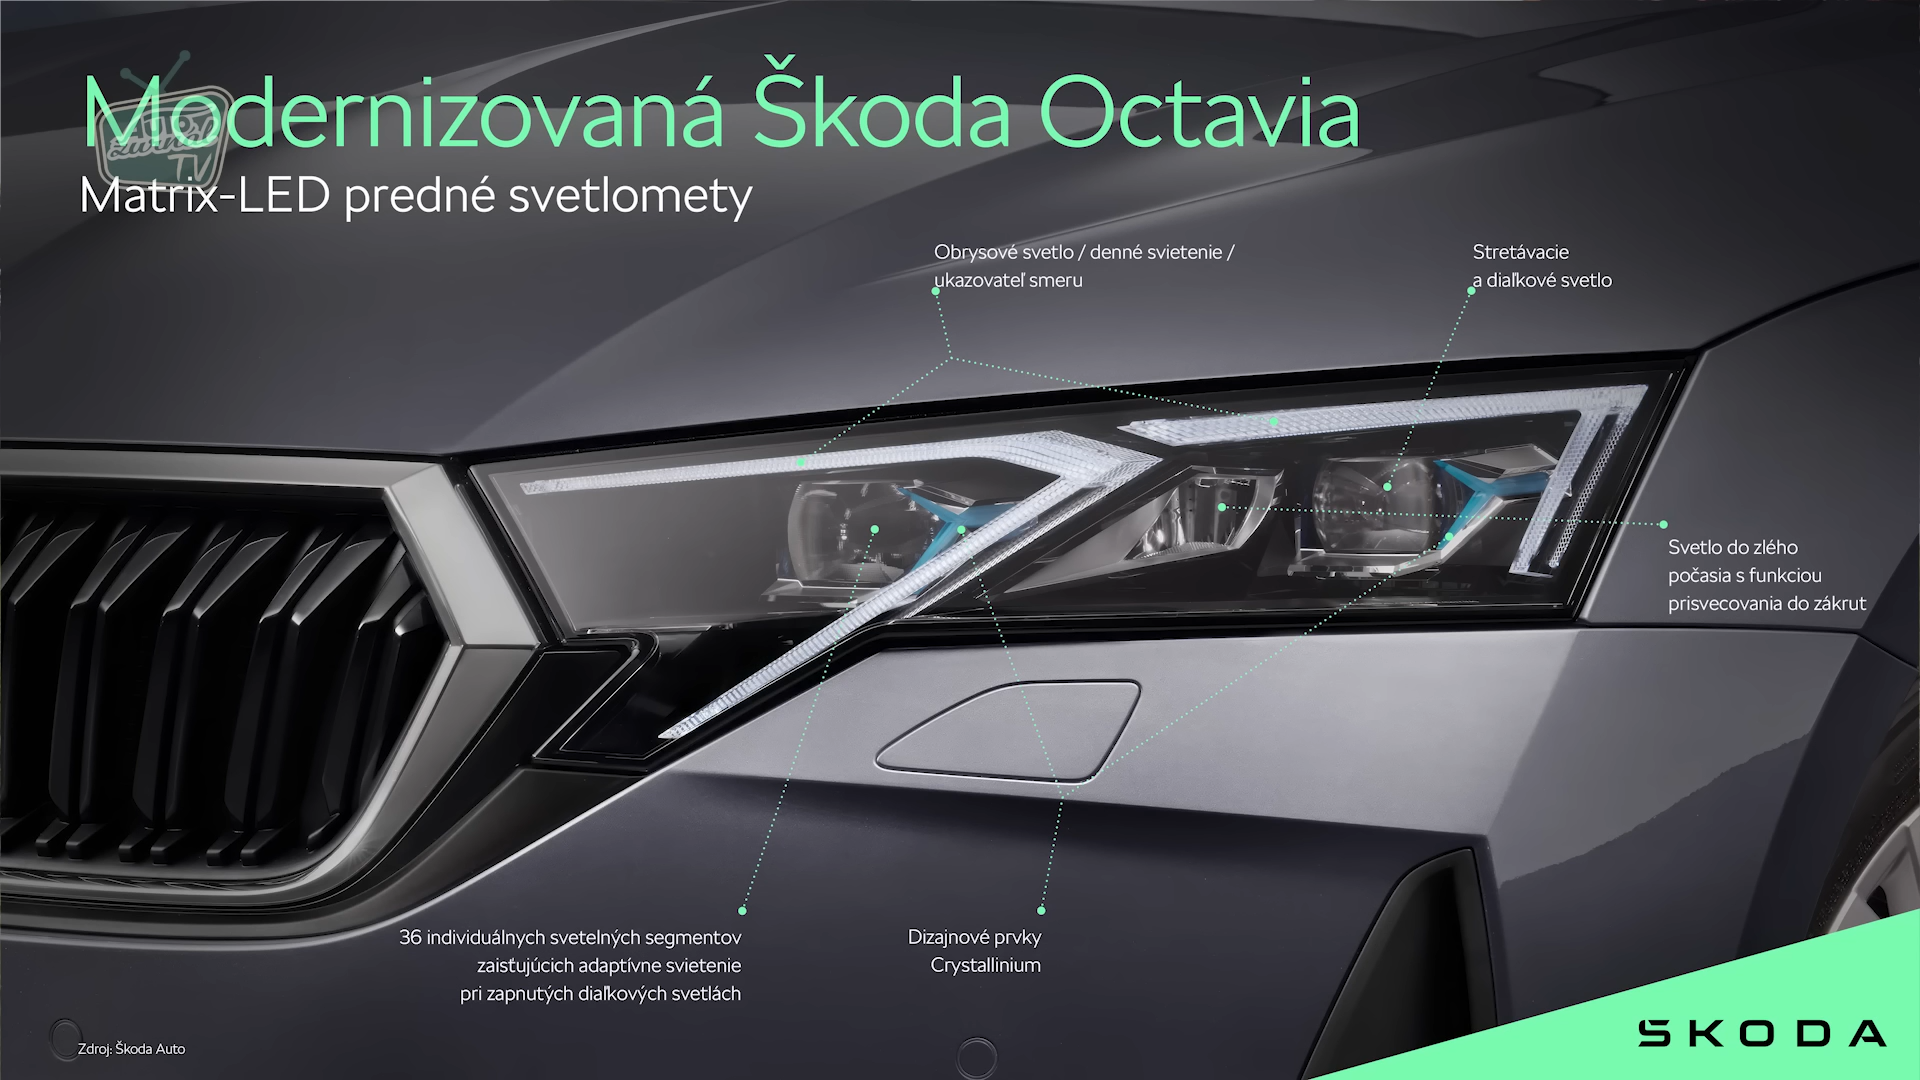 Modernizovaná Škoda Octavia
žurnál
TV
Matrix-LED predné svetlomety
Obrysové svetlo / denné svietenie /
ukazovateľ smeru
Stretávacie
a diaľkové svetlo
Svetlo do zlého
počasia s funkciou
prisvecovania do zákrut
36 individuálnych svetelných segmentov
zaisťujúcich adaptívne svietenie
pri zapnutých diaľkových svetlách
Dizajnové prvky
Crystallinium
Zdroj: Škoda Auto
ŠKODA